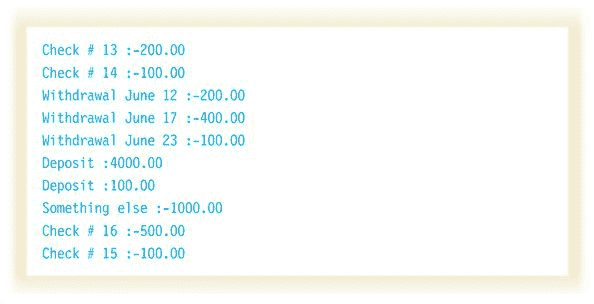 Check # 13 :-200.00
Check # 14 :-100.00
Withdrawal June 12 :-200.00
Withdrawal June 17 :-400.00
Withdrawal June 23 :-100.00
Deposit :4000.00
Deposit :100.00
Something else :-1000.00
Check # 16 :-500.00
Check # 15 :-100.00